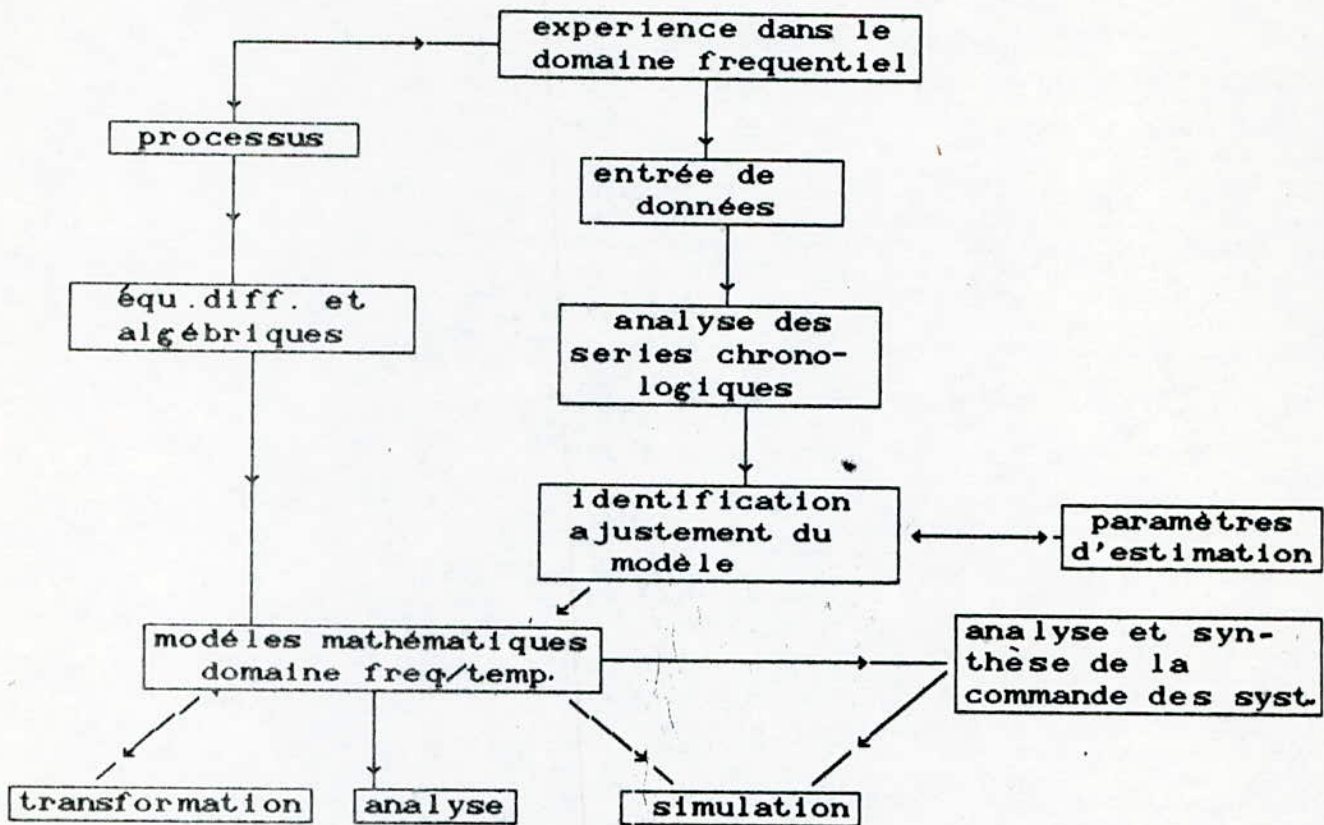 experience dans le
domaine frequentiel
processus
entrée de
données
équ.diff. et
algébriques
analyse des
series chrono-
logiques
identification
ajustement du
modèle
paramètres
d'estimation
modéles mathématiques
domaine freq/temp.
analyse et syn-
thèse de la
commande des syst.
transformation
analyse
simulation